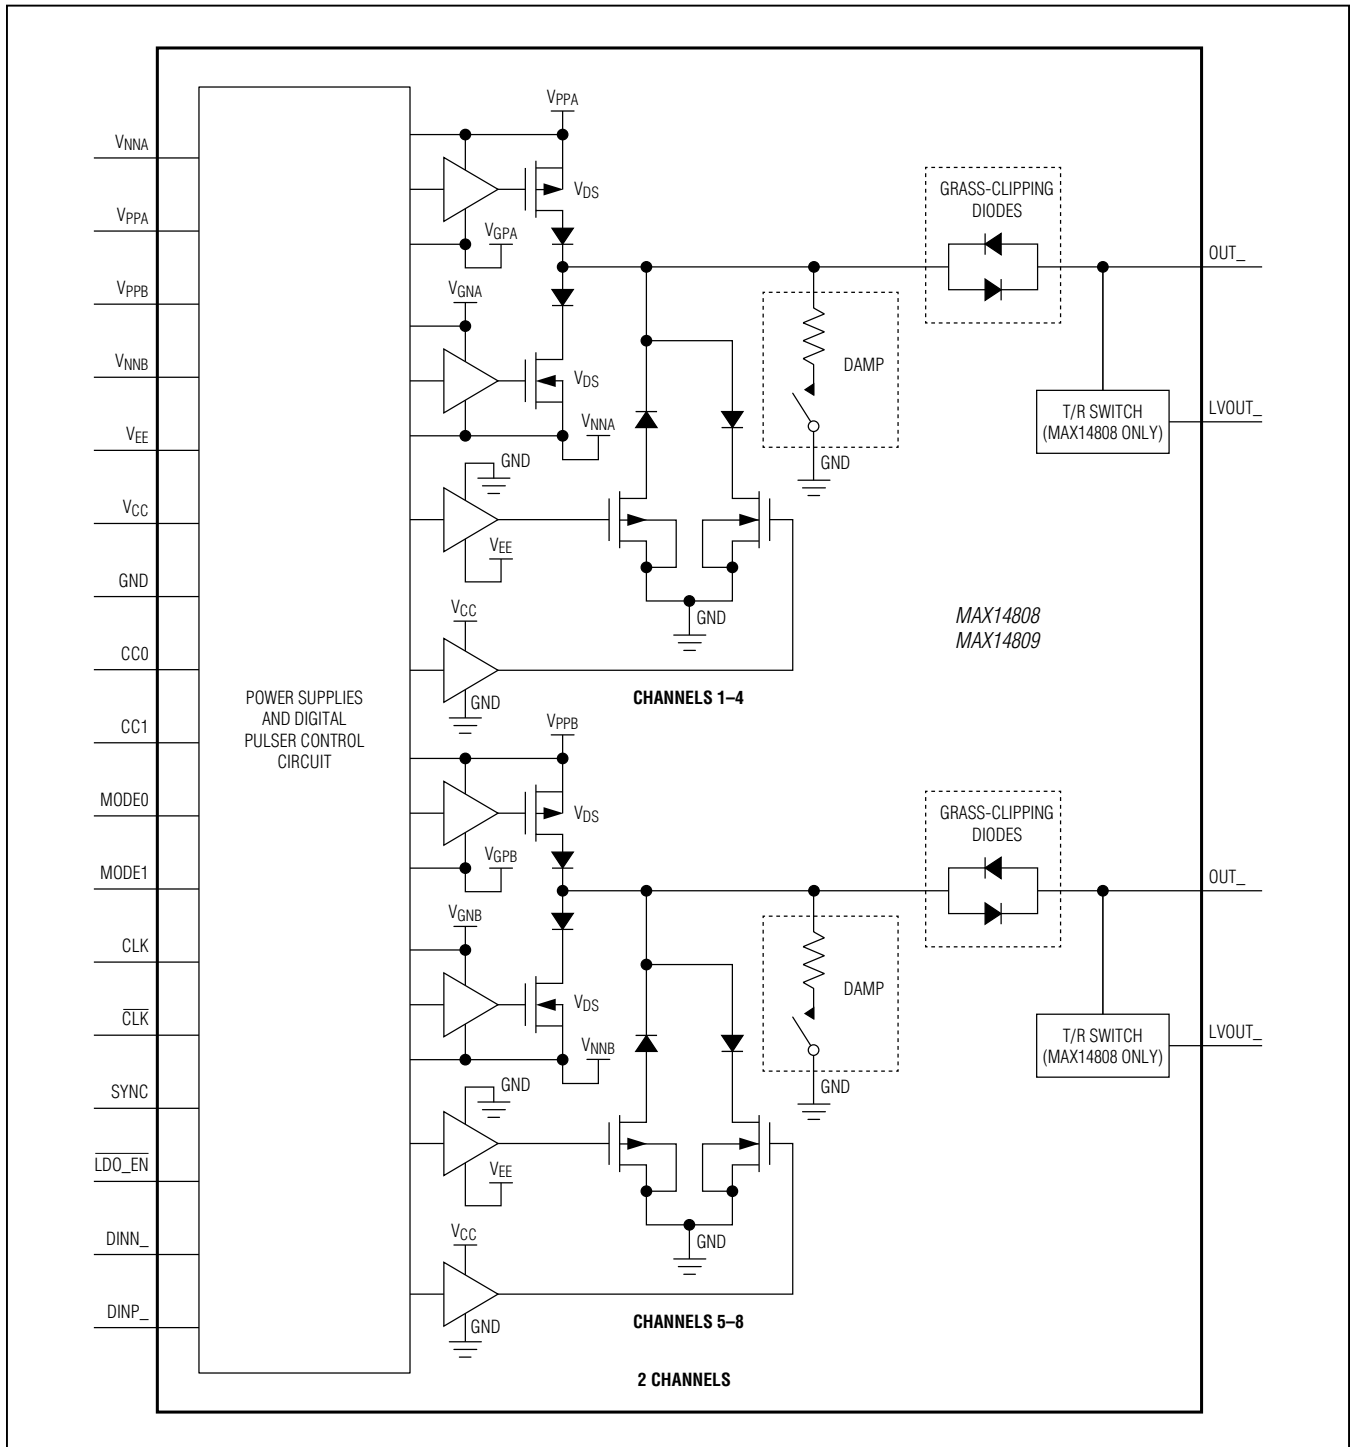 VNNA
VPPA
VPPB
VNNB
VEE
VCC
GND
CC0
CC1
MODE0
MODE1
CLK
C̅L̅K̅
SYNC
L̅D̅O̅_̅E̅N̅
DINN_
DINP_
POWER SUPPLIES
AND DIGITAL
PULSER CONTROL
CIRCUIT
VPPA
VDS
VGPA
VGNA
VDS
VNNA
GND
VEE
VCC
GND
GND
DAMP
GND
GRASS-CLIPPING
DIODES
OUT_
T/R SWITCH
(MAX14808 ONLY)
LVOUT_
MAX14808
MAX14809
CHANNELS 1–4
VPPB
VDS
VGPB
VGNB
VDS
VNNB
GND
VEE
VCC
GND
GND
DAMP
GND
GRASS-CLIPPING
DIODES
OUT_
T/R SWITCH
(MAX14808 ONLY)
LVOUT_
CHANNELS 5–8
2 CHANNELS